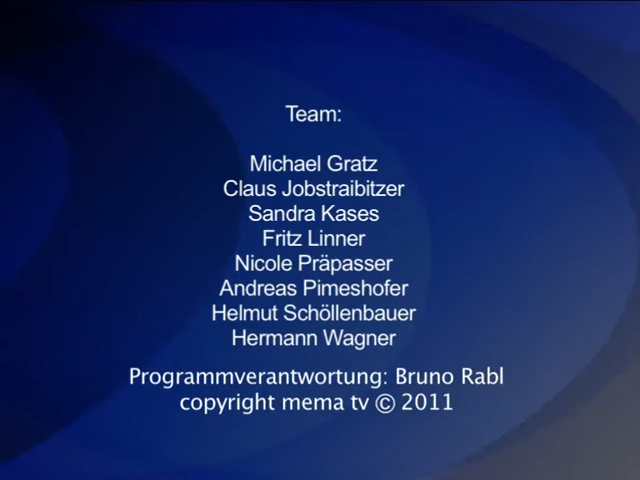 Team:
Michael Gratz
Claus Jobstraibitzer
Sandra Kases
Fritz Linner
Nicole Präpasser
Andreas Pimeshofer
Helmut Schöllenbauer
Hermann Wagner
Programmverantwortung: Bruno Rabl
copyright mema tv © 2011